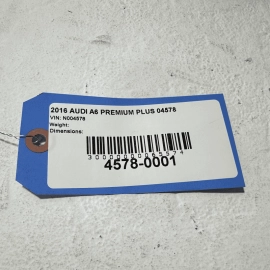 2016 AUDI A6 PREMIUM PLUS 04578
VIN: N004578
Weight:
Dimensions:
4578-0001